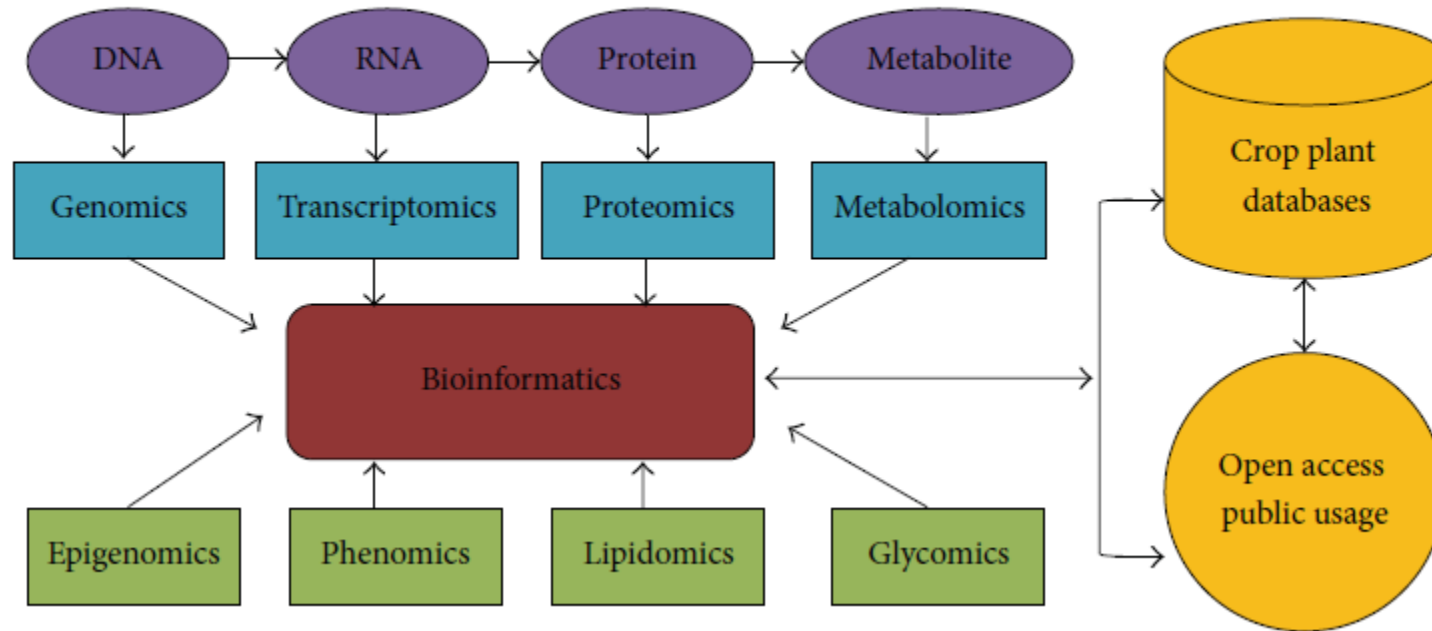 DNA
RNA
Protein
Metabolite
Genomics
Transcriptomics
Proteomics
Metabolomics
Crop plant
databases
Bioinformatics
Open access
public usage
Epigenomics
Phenomics
Lipidomics
Glycomics